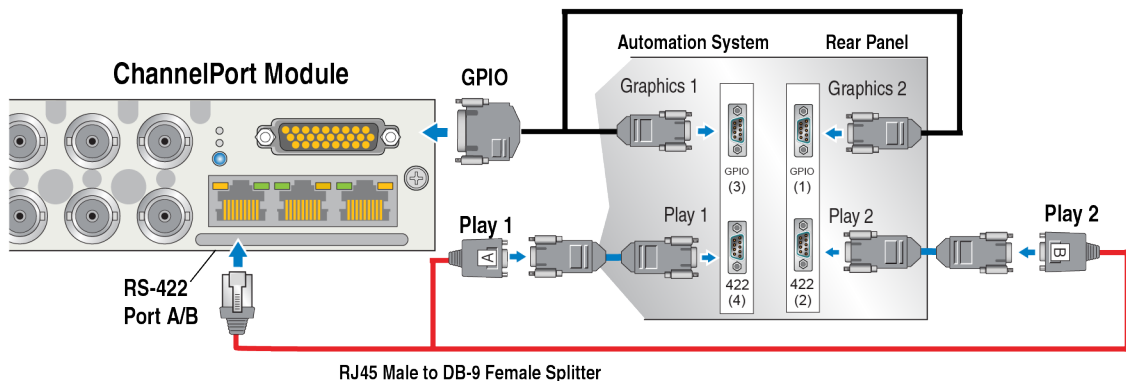 Automation System
Rear Panel
ChannelPort Module
GPIO
Graphics 1
Graphics 2
GPIO
(3)
GPIO
(1)
Play 1
Play 1
Play 2
Play 2
A
B
RS-422
Port A/B
422
(4)
422
(2)
RJ45 Male to DB-9 Female Splitter